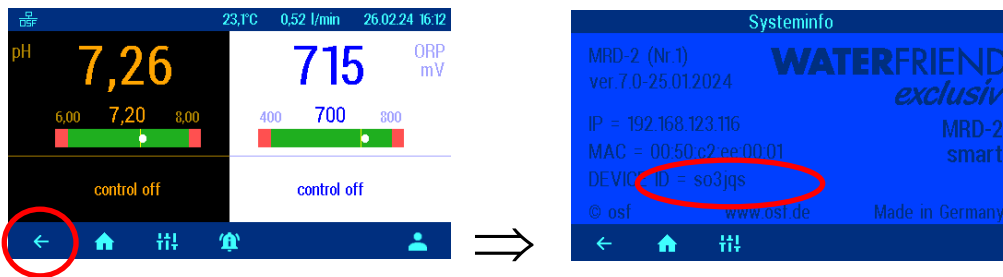 OSF 23,1°C 0,52 l/min 26.02.24 16:12
pH 7,26
6,00 7,20 8,00
control off
715 ORP
mV
400 700 800
control off
Systeminfo
MRD-2 (Nr.1)
ver.7.0-25.01.2024
WATERFRIEND
exclusiv
IP = 192.168.123.116
MAC = 00:50:c2:ee:00:01
DEVICE ID = so3jqs
MRD-2
smart
© osf www.osf.de Made in Germany